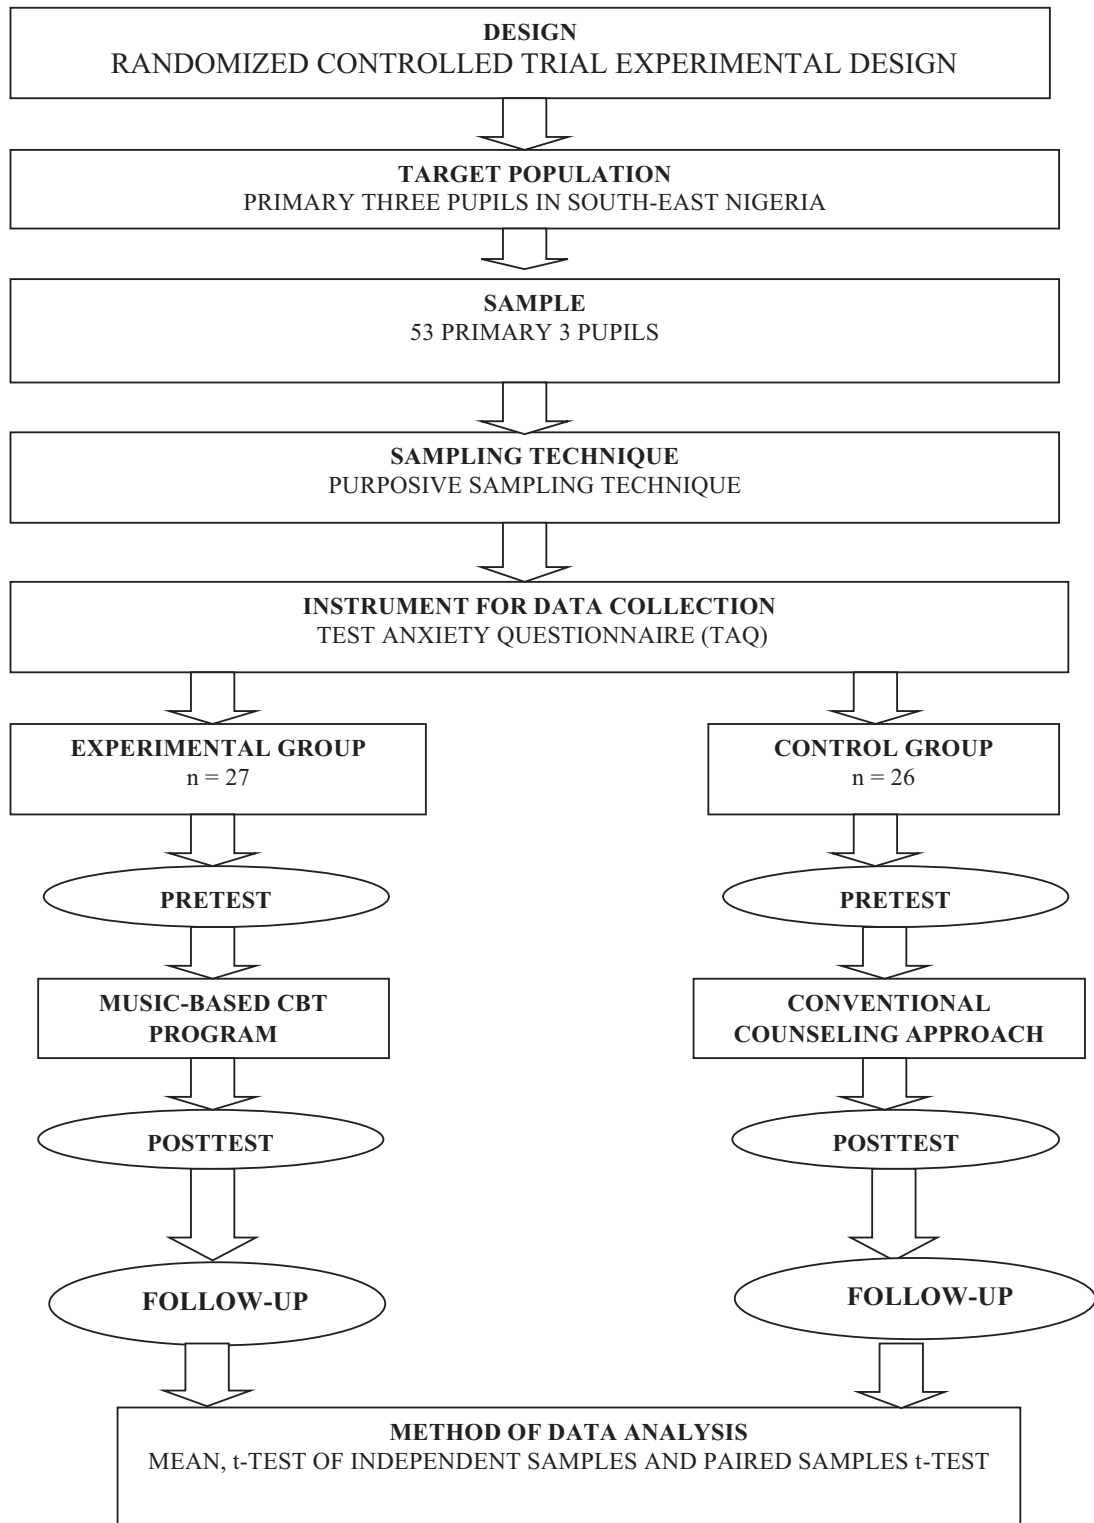 DESIGN
RANDOMIZED CONTROLLED TRIAL EXPERIMENTAL DESIGN
TARGET POPULATION
PRIMARY THREE PUPILS IN SOUTH-EAST NIGERIA
SAMPLE
53 PRIMARY 3 PUPILS
SAMPLING TECHNIQUE
PURPOSIVE SAMPLING TECHNIQUE
INSTRUMENT FOR DATA COLLECTION
TEST ANXIETY QUESTIONNAIRE (TAQ)
EXPERIMENTAL GROUP
n = 27
CONTROL GROUP
n = 26
PRETEST
PRETEST
MUSIC-BASED CBT
PROGRAM
CONVENTIONAL
COUNSELING APPROACH
POSTTEST
POSTTEST
FOLLOW-UP
FOLLOW-UP
METHOD OF DATA ANALYSIS
MEAN, t-TEST OF INDEPENDENT SAMPLES AND PAIRED SAMPLES t-TEST